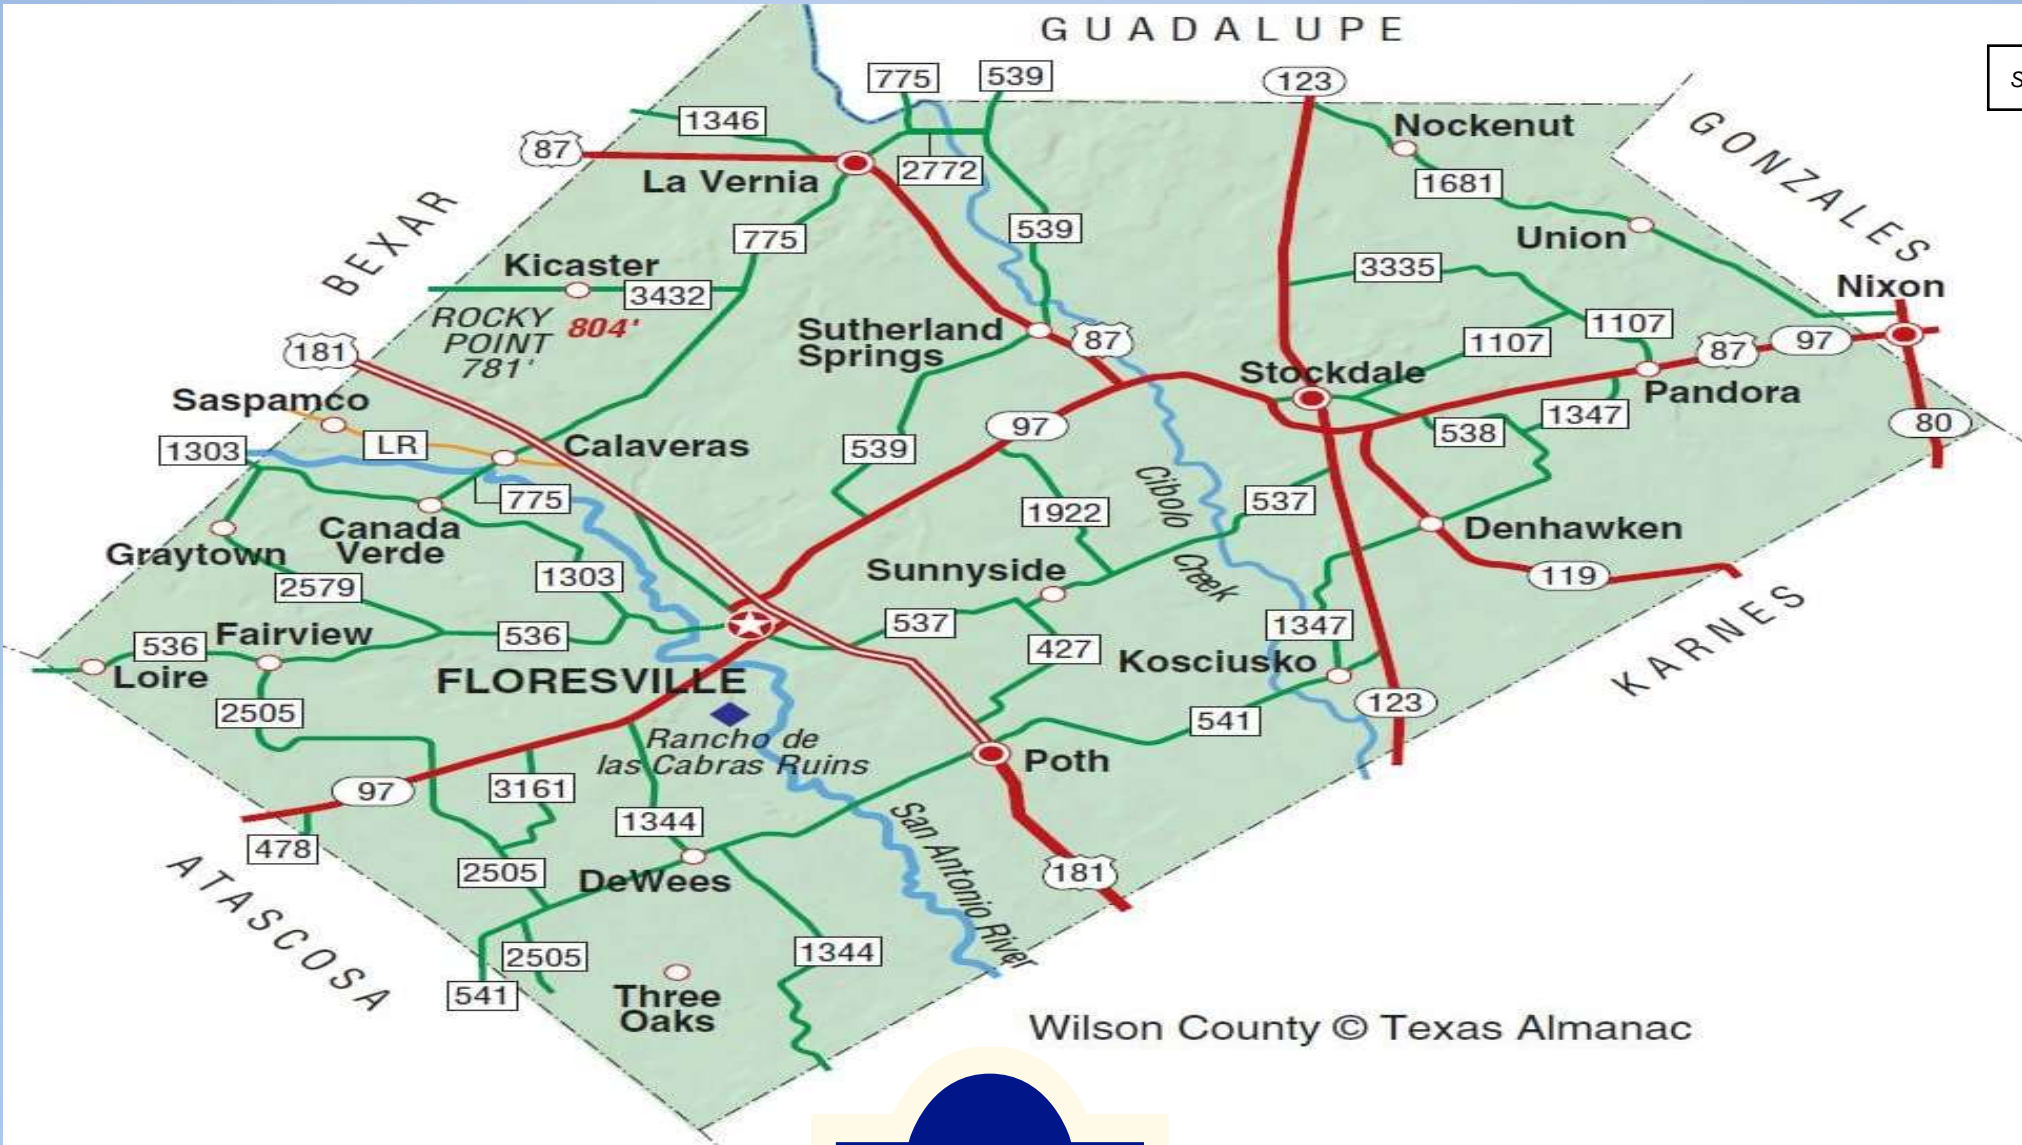 GUADALUPE
S
775
539
123
1346
Nockenut
GONZALES
87
2772
La Vernia
1681
BEXAR
539
775
Union
Kicaster
3335
3432
Nixon
ROCKY
POINT
781'
804'
Sutherland
Springs
87
1107
1107
87
97
181
Stockdale
Pandora
Saspamco
1347
80
97
538
1303
LR
Calaveras
539
775
1922
Cibolo
Creek
537
Canada
Verde
Denhawken
Graytown
1303
Sunnyside
119
2579
537
1347
KARNES
536
Fairview
536
427
Kosciusko
Loire
FLORESVILLE
2505
123
541
Rancho de
las Cabras Ruins
Poth
97
3161
1344
San Antonio River
478
2505
DeWees
181
ATASCOSA
2505
1344
541
Three
Oaks
Wilson County © Texas Almanac